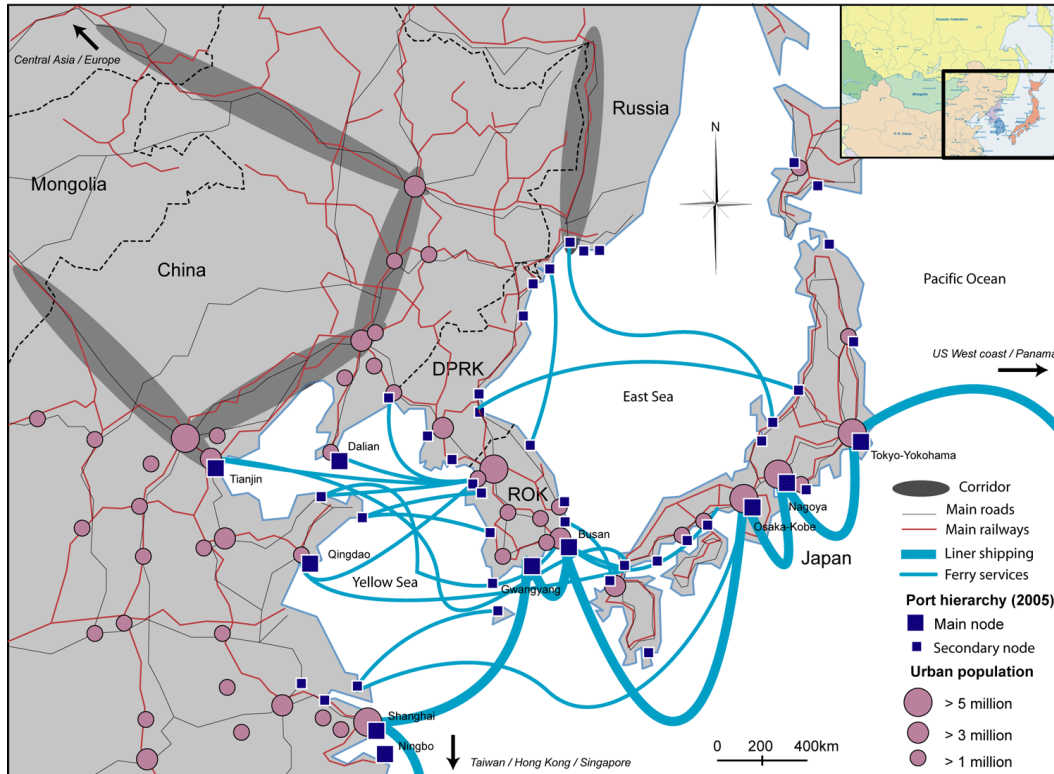 Central Asia / Europe
Russia
N
Mongolia
China
Pacific Ocean
US West coast / Panama
DPRK
East Sea
Tokyo-Yokohama
Dalian
Tianjin
ROK
Nagoya
Osaka-Kobe
Busan
Japan
Qingdao
Yellow Sea
Gwangyang
Shanghai
Ningbo
Taiwan / Hong Kong / Singapore
0 200 400km
Corridor
Main roads
Main railways
Liner shipping
Ferry services
Port hierarchy (2005)
Main node
Secondary node
Urban population
> 5 million
> 3 million
> 1 million
Russian Federation
Mongolia